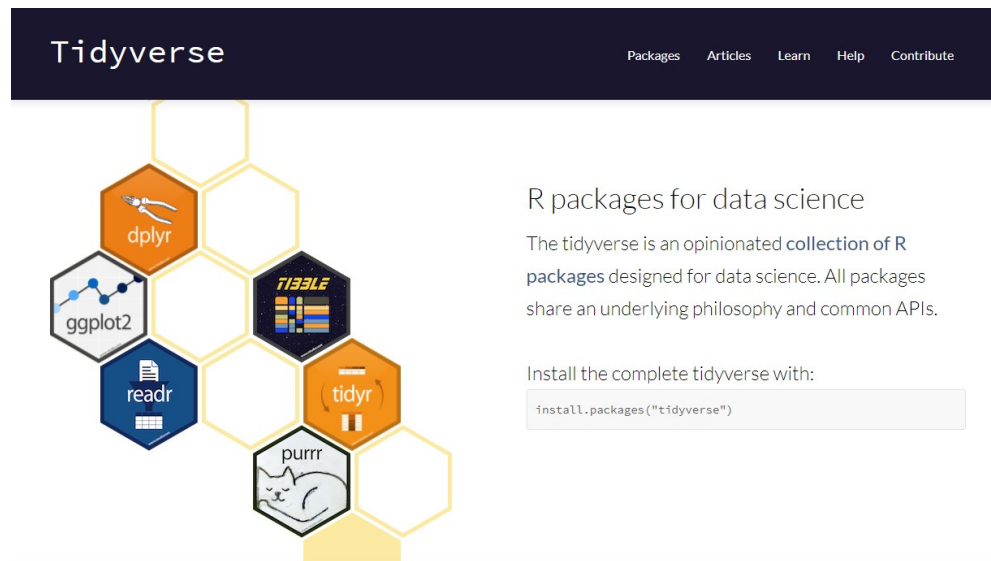 Tidyverse
Packages Articles Learn Help Contribute
dplyr
ggplot2
TIBBLE
readr
tidyr
purrr
R packages for data science
The tidyverse is an opinionated collection of R
packages designed for data science. All packages
share an underlying philosophy and common APIs.
Install the complete tidyverse with:
install.packages("tidyverse")